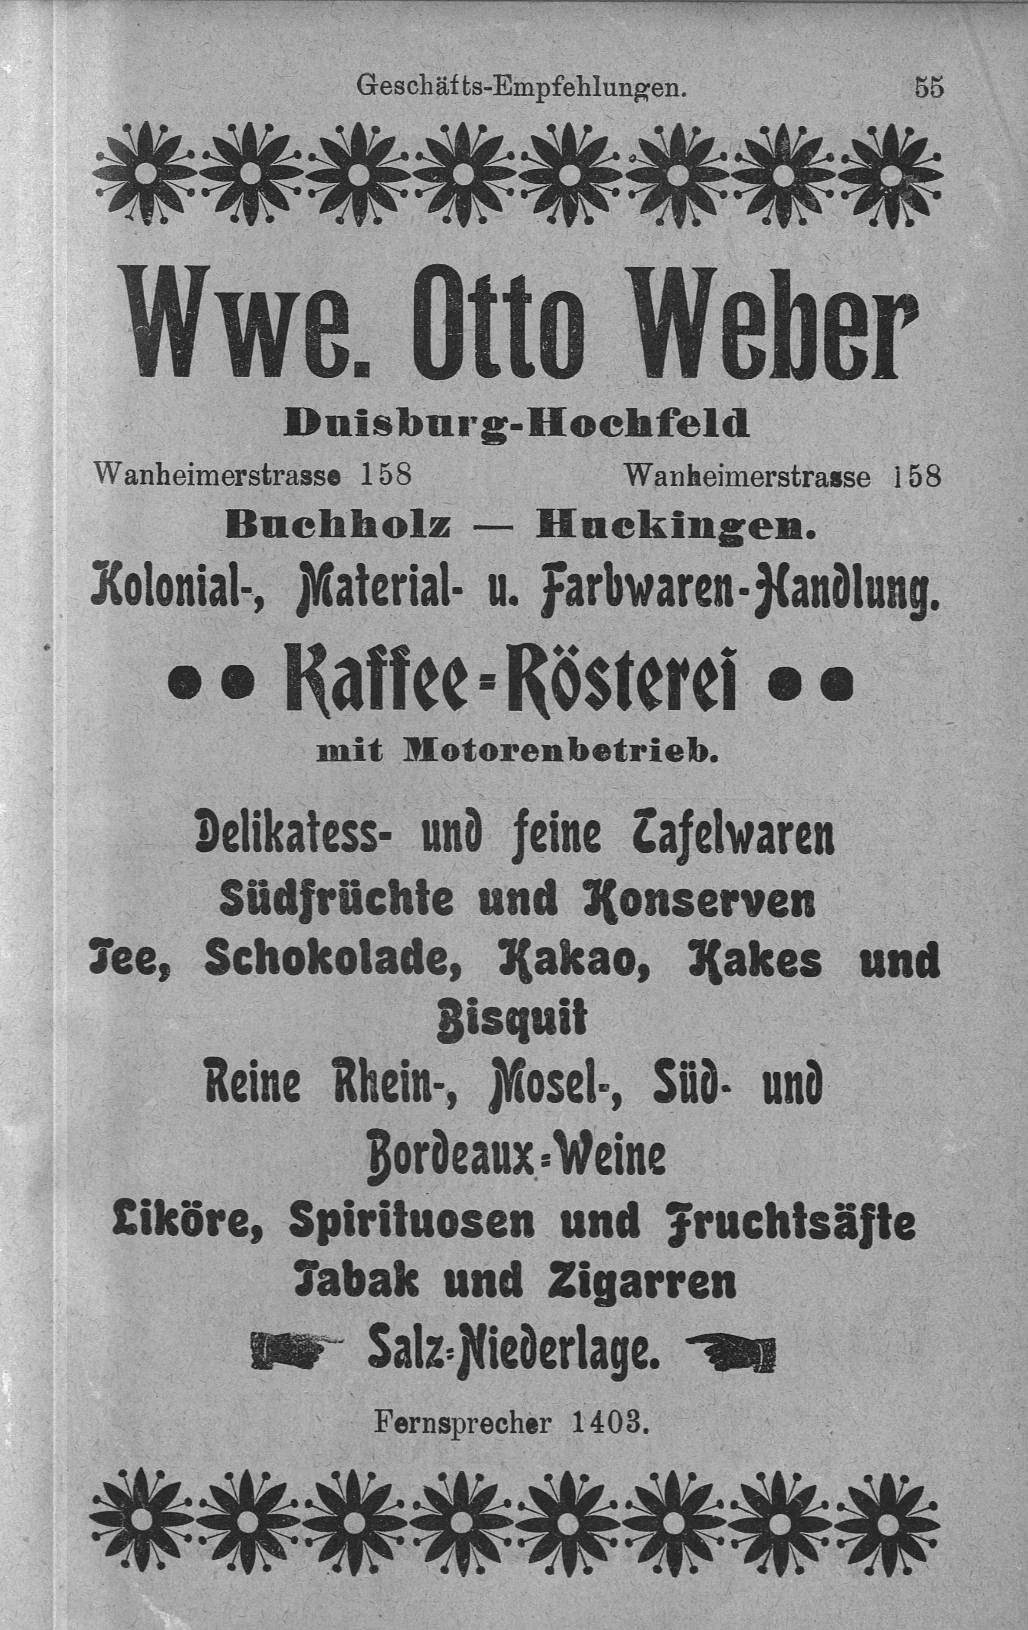 Geschäfts-Empfehlungen. 55
Wwe. Otto Weber
Duisburg-Hochfeld
Wanheimerstrasse 158 Wanheimerstrasse 158
Buchholz — Huckingen.
Kolonial-, Material- u. Farbwaren-Handlung.
Kaffee-Rösterei
mit Motorenbetrieb.
Delikatess- und feine Tafelwaren
Südfrüchte und Konserven
Tee, Schokolade, Kakao, Kakes und
Bisquit
Reine Rhein-, Mosel-, Süd- und
Bordeaux-Weine
Liköre, Spirituosen und Fruchtsäfte
Tabak und Zigarren
Salz-Niederlage.
Fernsprecher 1403.